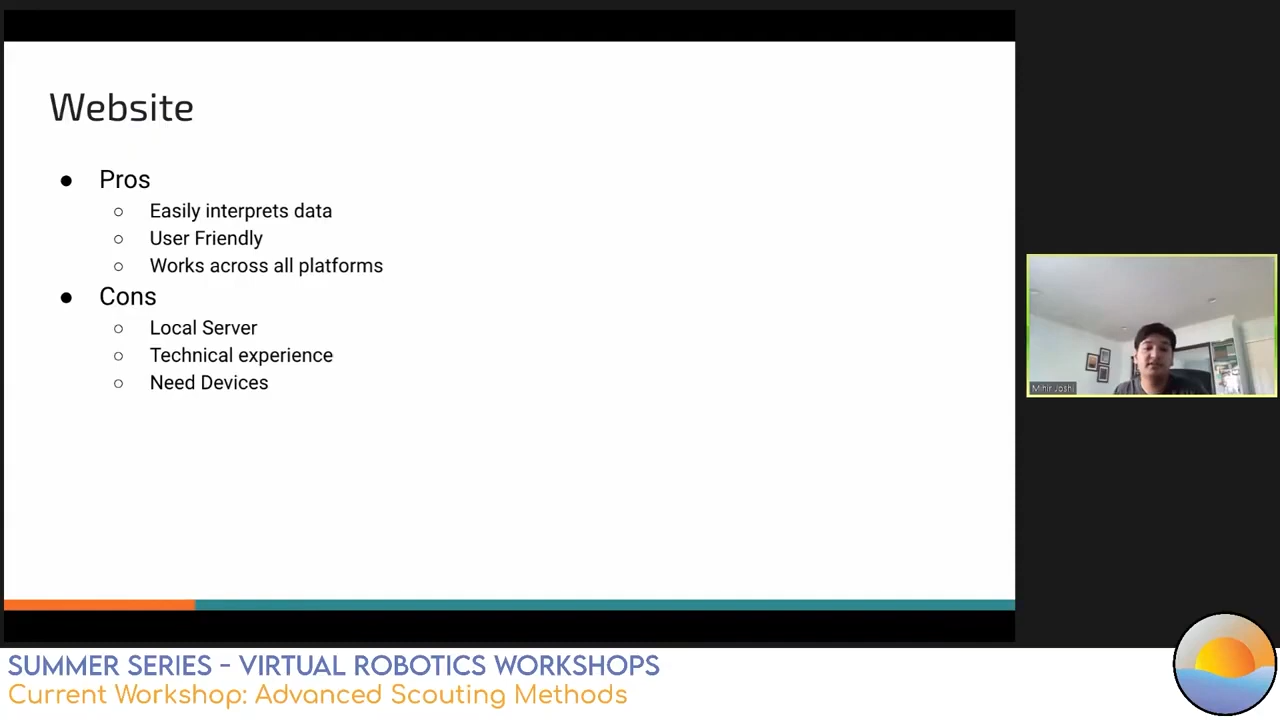 Website
● Pros
○ Easily interprets data
○ User Friendly
○ Works across all platforms
● Cons
○ Local Server
○ Technical experience
○ Need Devices
Mihir Joshi
SUMMER SERIES - VIRTUAL ROBOTICS WORKSHOPS
Current Workshop: Advanced Scouting Methods